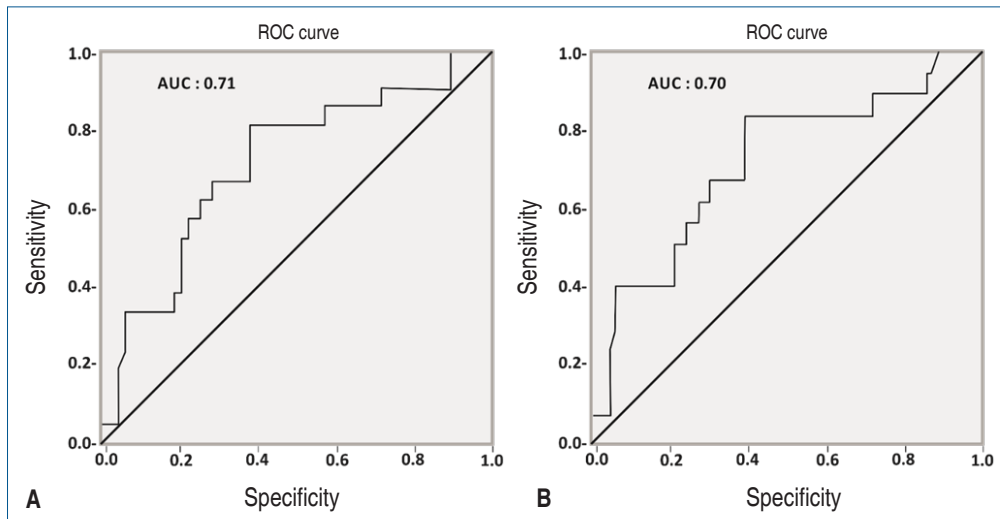 ROC curve
1.0-
AUC : 0.71
0.8-
0.6-
Sensitivity
0.4-
0.2-
0.0-
0.0 0.2 0.4 0.6 0.8 1.0
A Specificity
ROC curve
1.0-
AUC : 0.70
0.8-
0.6-
Sensitivity
0.4-
0.2-
0.0-
0.0 0.2 0.4 0.6 0.8 1.0
B Specificity